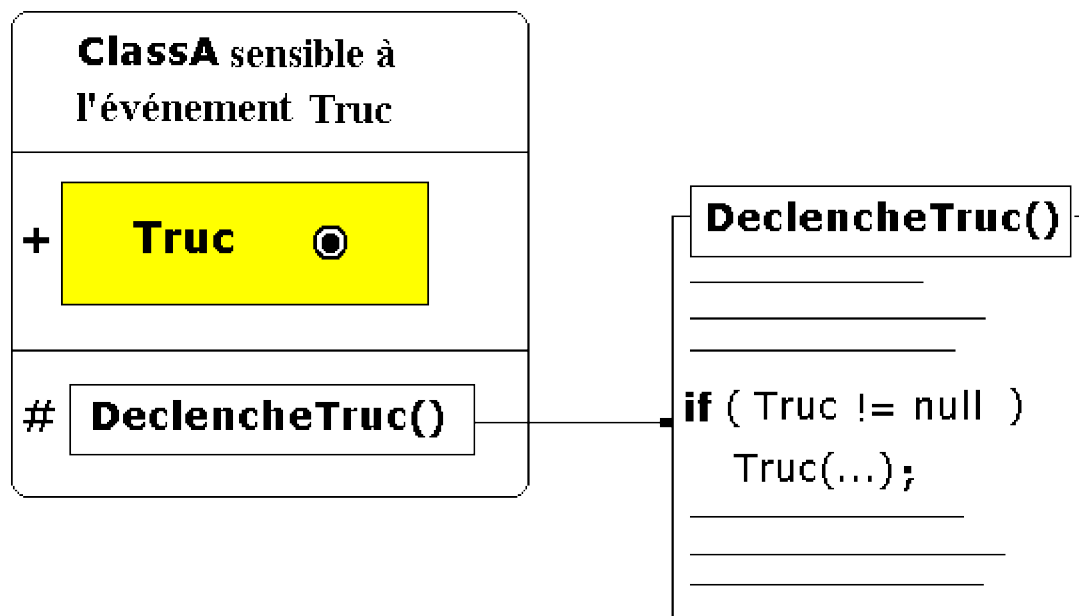 ClassA sensible à
l'événement Truc
+ Truc
# DeclencheTruc()
DeclencheTruc()
if ( Truc != null )
Truc(...);